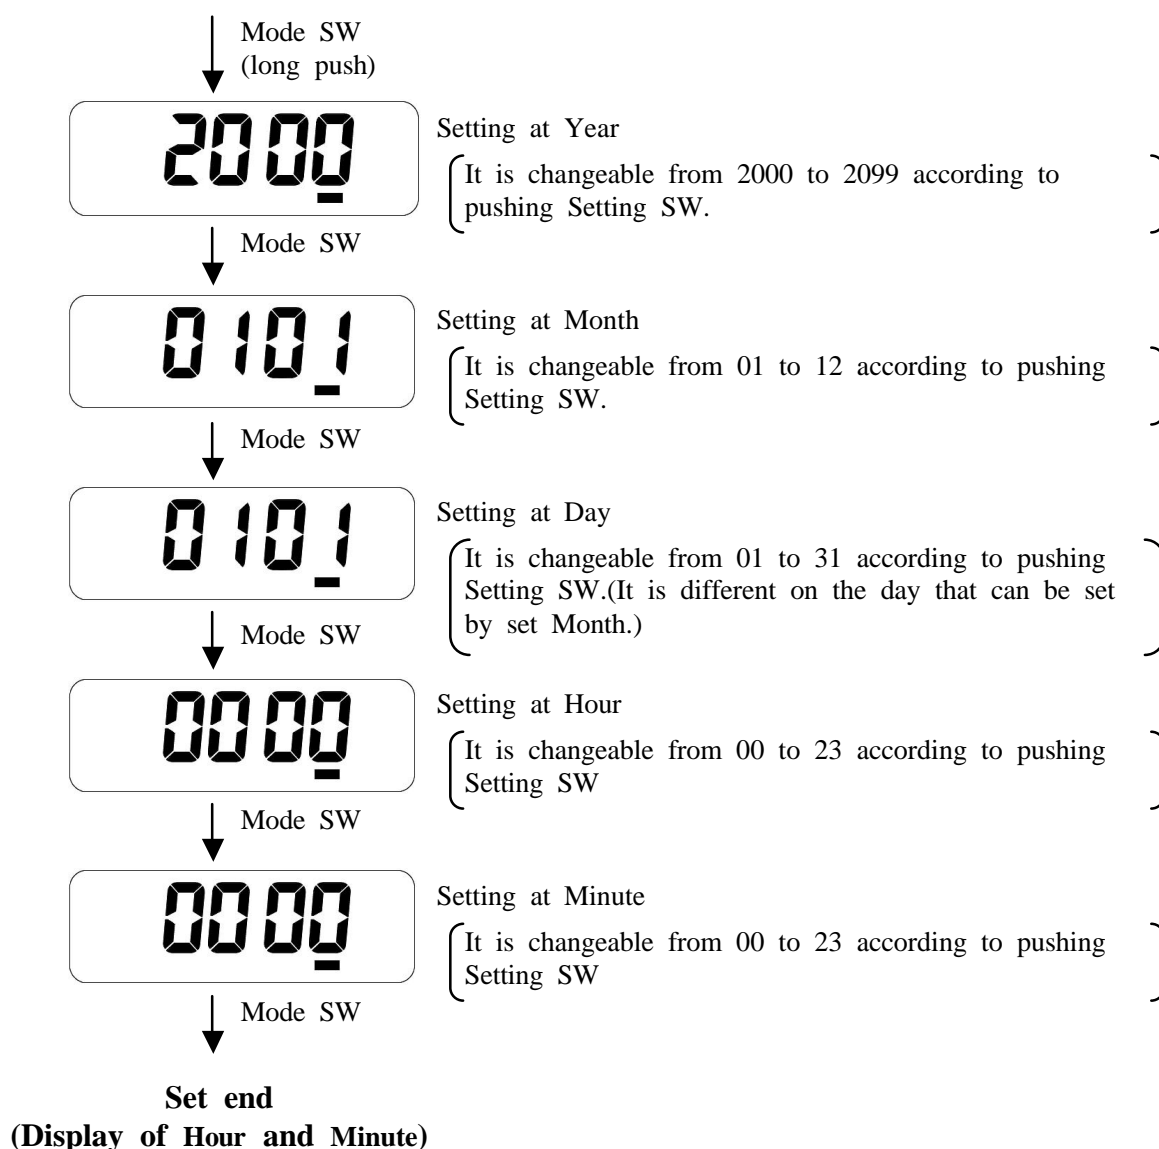 Mode SW
(long push)
2000
Setting at Year
It is changeable from 2000 to 2099 according to
pushing Setting SW.
Mode SW
0101
Setting at Month
It is changeable from 01 to 12 according to pushing
Setting SW.
Mode SW
0101
Setting at Day
It is changeable from 01 to 31 according to pushing
Setting SW.(It is different on the day that can be set
by set Month.)
Mode SW
0000
Setting at Hour
It is changeable from 00 to 23 according to pushing
Setting SW
Mode SW
0000
Setting at Minute
It is changeable from 00 to 23 according to pushing
Setting SW
Mode SW
Set end
(Display of Hour and Minute)